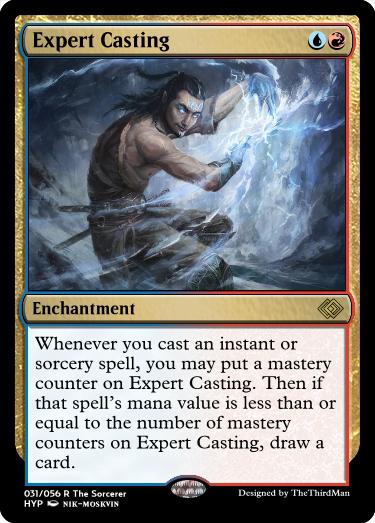 Expert Casting
Enchantment
Whenever you cast an instant or
sorcery spell, you may put a mastery
counter on Expert Casting. Then if
that spell's mana value is less than or
equal to the number of mastery
counters on Expert Casting, draw a
card.
031/056 R The Sorcerer
HYP NIK-MOSKVIN
Designed by TheThirdMan